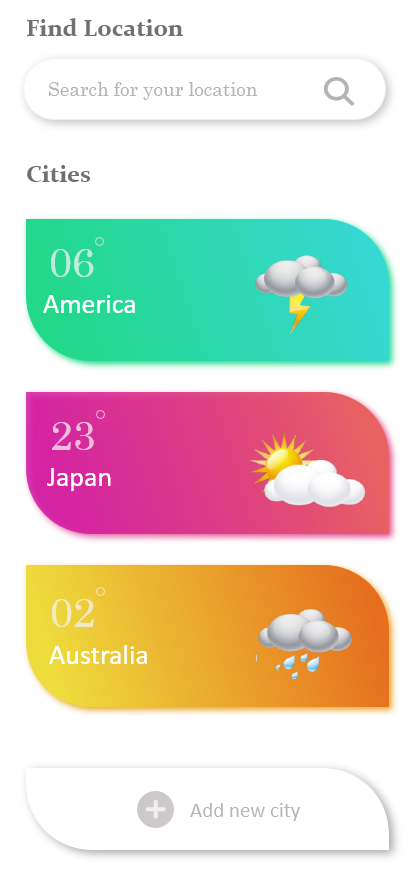 Find Location
Search for your location
Cities
06°
America
23°
Japan
02°
Australia
Add new city